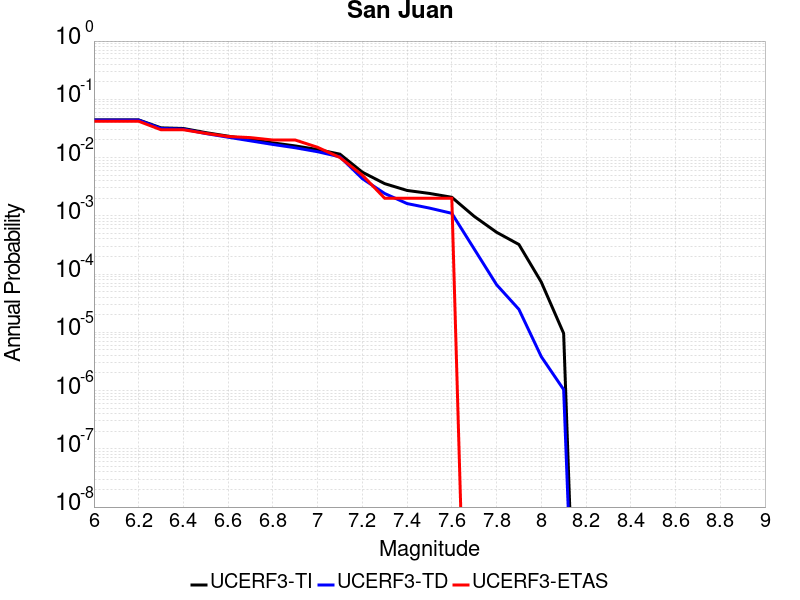 San Juan
Annual Probability
10^0
10^-1
10^-2
10^-3
10^-4
10^-5
10^-6
10^-7
10^-8
6 6.2 6.4 6.6 6.8 7 7.2 7.4 7.6 7.8 8 8.2 8.4 8.6 8.8 9
Magnitude
UCERF3-TI UCERF3-TD UCERF3-ETAS